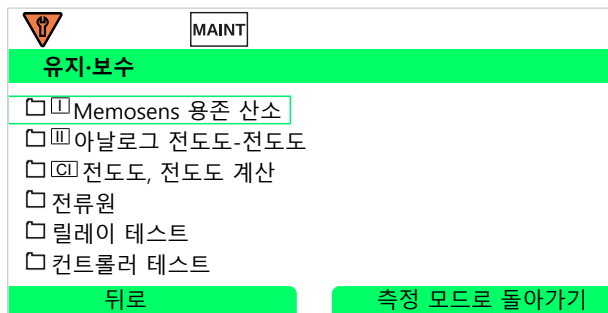 MAINT
유지·보수
I Memosens 용존 산소
II 아날로그 전도도-전도도
CI 전도도, 전도도 계산
전류원
릴레이 테스트
컨트롤러 테스트
뒤로 측정 모드로 돌아가기